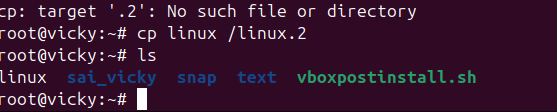 cp: target '.2': No such file or directory
root@vicky:~# cp linux /linux.2
root@vicky:~# ls
linux  sai_vicky  snap  text  vboxpostinstall.sh
root@vicky:~#